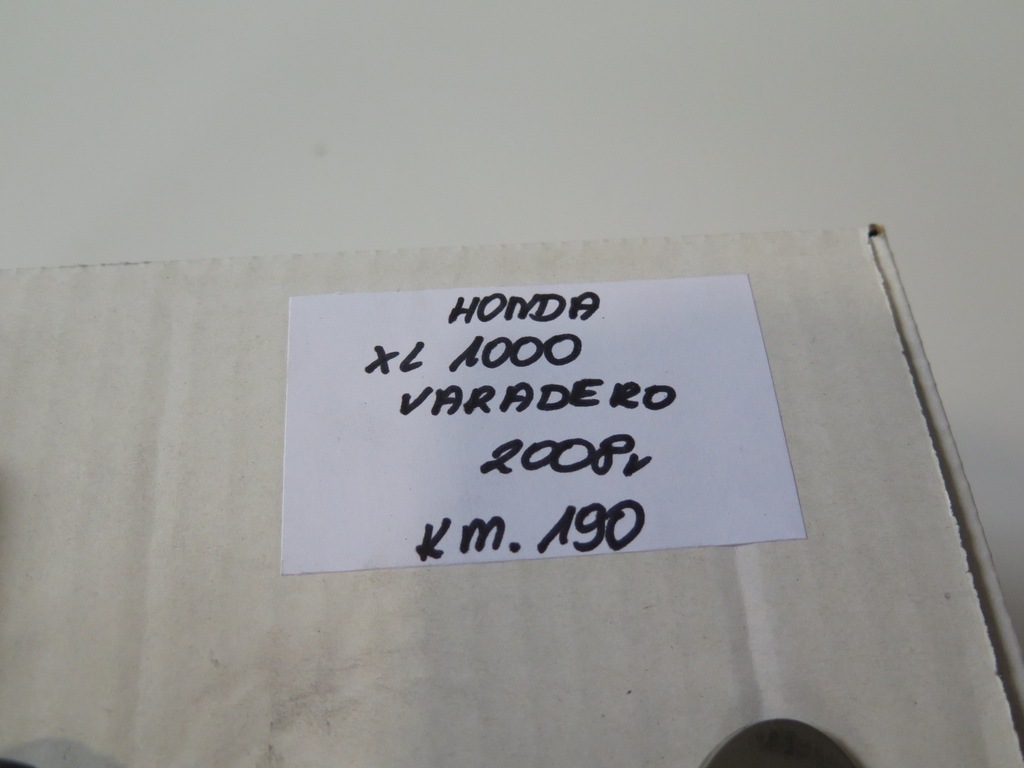 HONDA
XL 1000
VARADERO
2008r
Km. 190